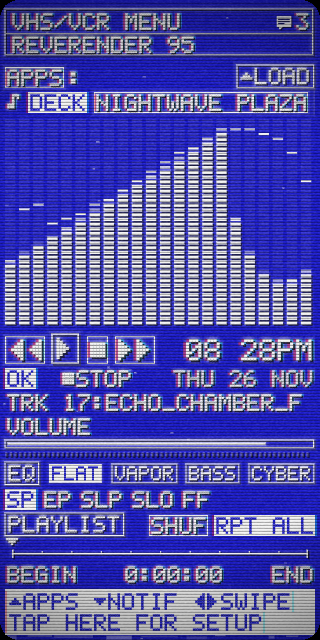 VHS/VCR MENU 3
REVERENDER 95
APPS: LOAD
DECK NIGHTWAVE PLAZA
08 28PM
OK STOP THU 26 NOV
TRK 17:ECHO_CHAMBER_F
VOLUME
EQ FLAT VAPOR BASS CYBER
SP EP SLP SLO FF
PLAYLIST SHUF RPT ALL
BEGIN 0:00:00 END
APPS NOTIF SWIPE
TAP HERE FOR SETUP